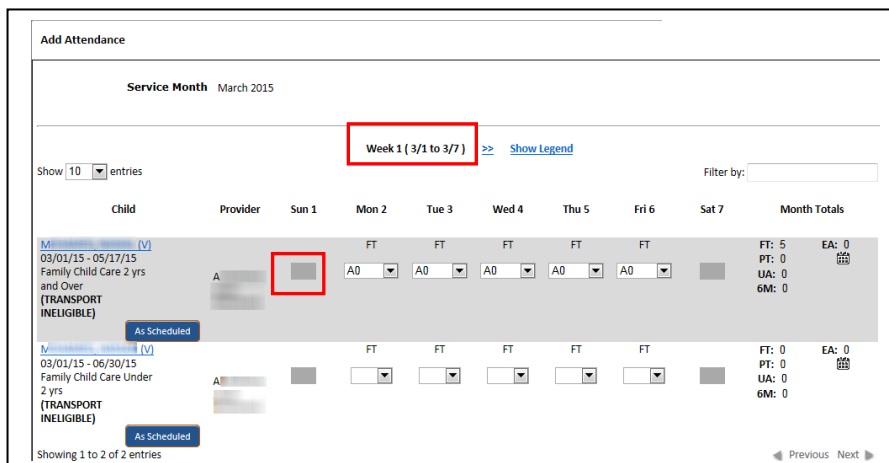 Add Attendance
Service Month March 2015
Week 1 ( 3/1 to 3/7 ) >> Show Legend
Show 10 entries Filter by:
Child Provider Sun 1 Mon 2 Tue 3 Wed 4 Thu 5 Fri 6 Sat 7 Month Totals
(V) FT FT FT FT FT FT: 5 EA: 0
03/01/15 - 05/17/15 PT: 0
Family Child Care 2 yrs A0 A0 A0 A0 A0 UA: 0
and Over 6M: 0
(TRANSPORT
INELIGIBLE)
As Scheduled
(V) FT FT FT FT FT FT: 0 EA: 0
03/01/15 - 06/30/15 PT: 0
Family Child Care Under UA: 0
2 yrs 6M: 0
(TRANSPORT
INELIGIBLE)
As Scheduled
Showing 1 to 2 of 2 entries Previous Next